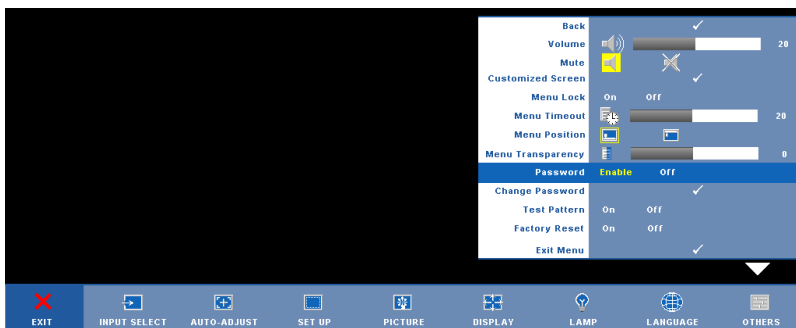 Back
Volume 20
Mute
Customized Screen
Menu Lock On Off
Menu Timeout 20
Menu Position
Menu Transparency 0
Password Enable Off
Change Password
Test Pattern On Off
Factory Reset On Off
Exit Menu
EXIT INPUT SELECT AUTO-ADJUST SET UP PICTURE DISPLAY LAMP LANGUAGE OTHERS